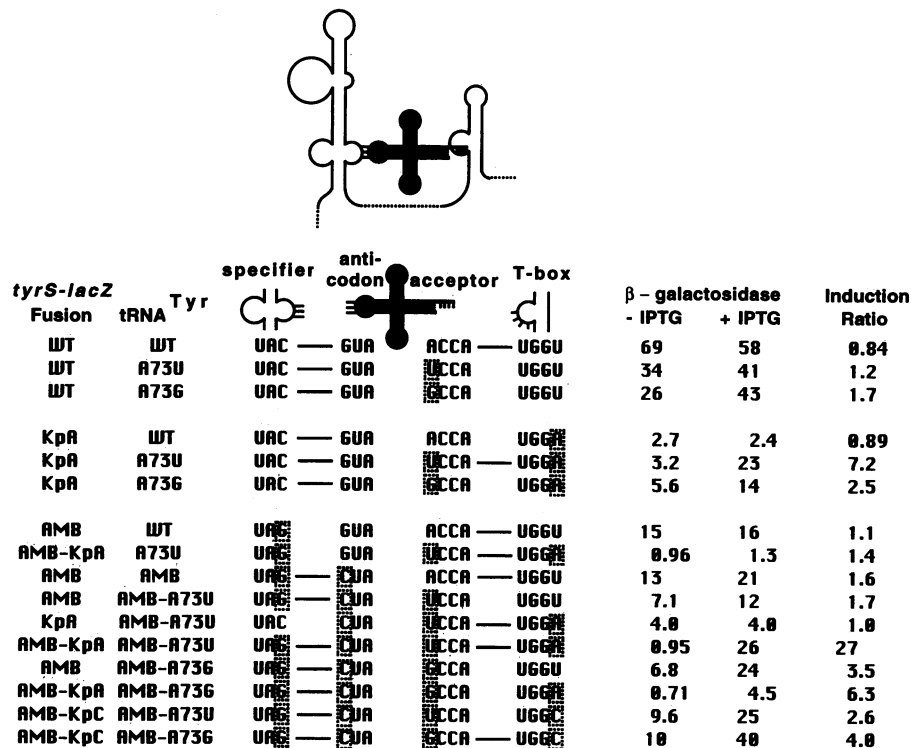 specifier anti-codon acceptor T-box
tyrS-lacZ Fusion tRNA Tyr β – galactosidase - IPTG + IPTG Induction Ratio
WT WT UAC — GUA ACCA — UGGU 69 58 0.84
WT A73U UAC — GUA UCCA UGGU 34 41 1.2
WT A73G UAC — GUA GCCA UGGU 26 43 1.7
KpA WT UAC — GUA ACCA UGGA 2.7 2.4 0.89
KpA A73U UAC — GUA UCCA — UGGA 3.2 23 7.2
KpA A73G UAC — GUA GCCA UGGA 5.6 14 2.5
AMB WT UAG GUA ACCA — UGGU 15 16 1.1
AMB-KpA A73U UAG GUA UCCA — UGGA 0.96 1.3 1.4
AMB AMB UAG — CUA ACCA — UGGU 13 21 1.6
AMB AMB-A73U UAG — CUA UCCA UGGU 7.1 12 1.7
KpA AMB-A73U UAC CUA UCCA — UGGA 4.0 4.0 1.0
AMB-KpA AMB-A73U UAG — CUA UCCA — UGGA 0.95 26 27
AMB AMB-A73G UAG — CUA GCCA UGGU 6.8 24 3.5
AMB-KpA AMB-A73G UAG — CUA GCCA UGGA 0.71 4.5 6.3
AMB-KpC AMB-A73U UAG — CUA UCCA UGGC 9.6 25 2.6
AMB-KpC AMB-A73G UAG — CUA GCCA — UGGC 10 40 4.0